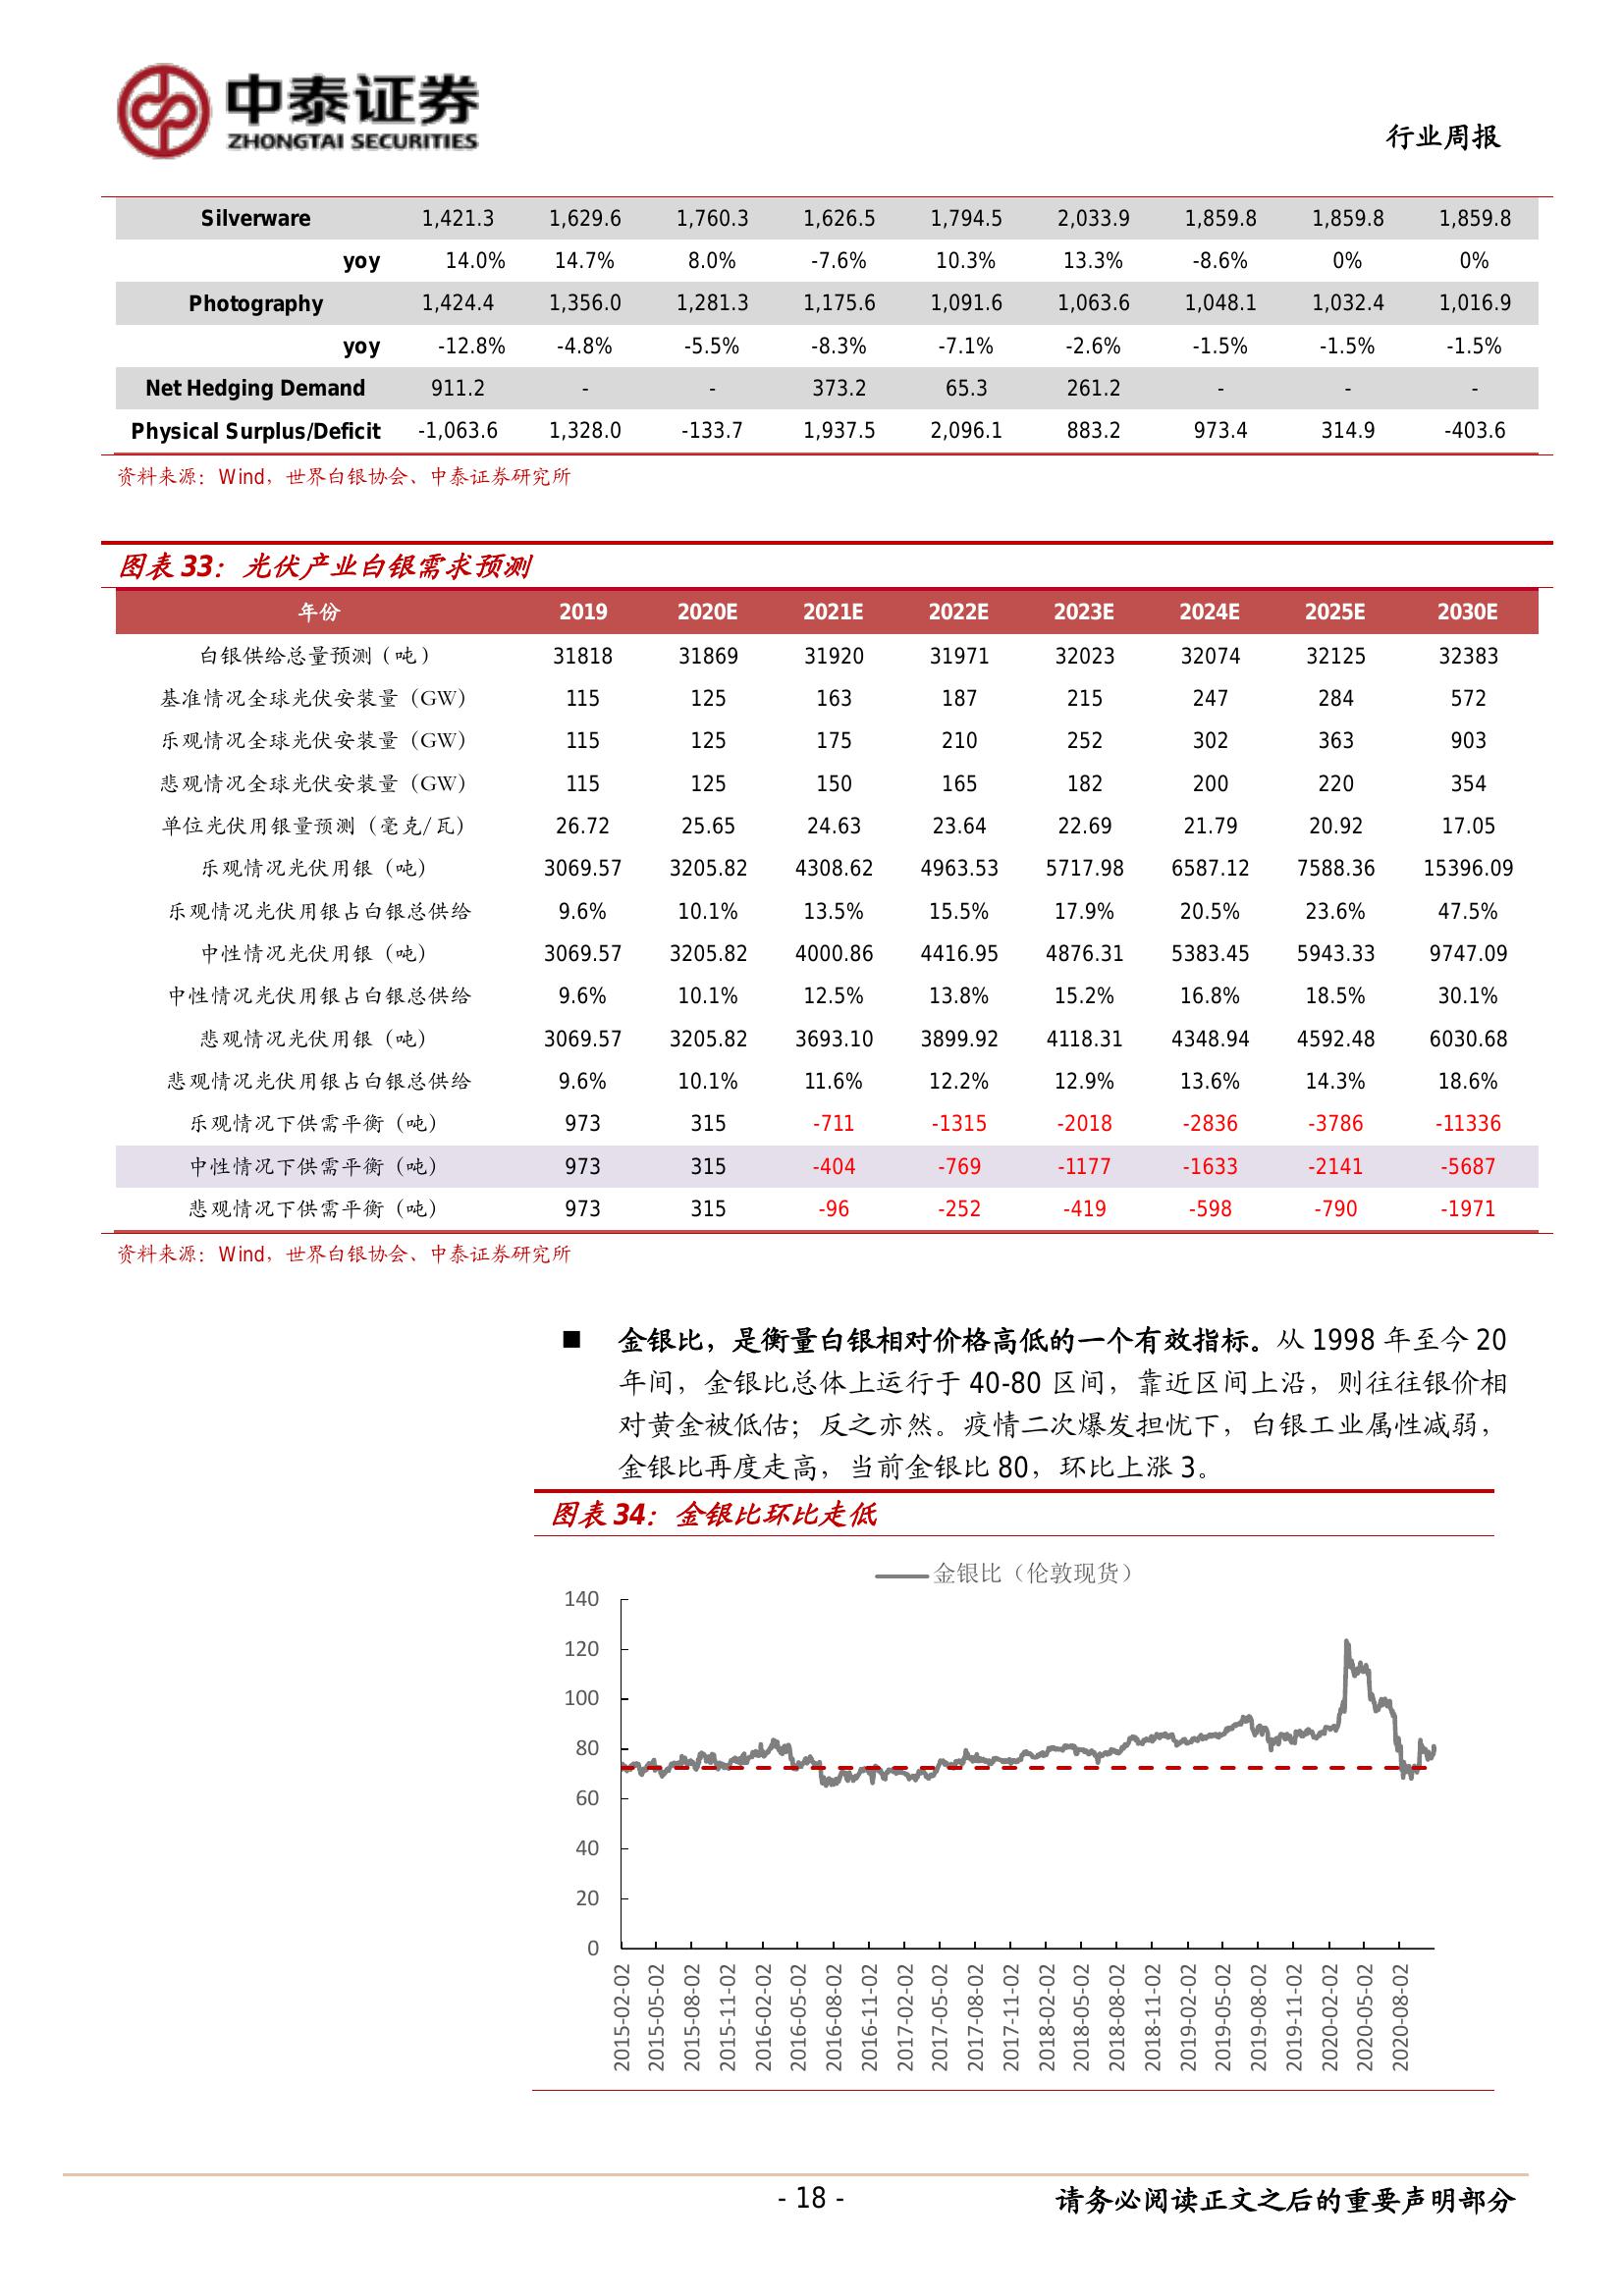 中泰证券
ZHONGTAI SECURITIES
行业周报
Silverware 1,421.3 1,629.6 1,760.3 1,626.5 1,794.5 2,033.9 1,859.8 1,859.8 1,859.8
yoy 14.0% 14.7% 8.0% -7.6% 10.3% 13.3% -8.6% 0% 0%
Photography 1,424.4 1,356.0 1,281.3 1,175.6 1,091.6 1,063.6 1,048.1 1,032.4 1,016.9
yoy -12.8% -4.8% -5.5% -8.3% -7.1% -2.6% -1.5% -1.5% -1.5%
Net Hedging Demand 911.2 - - 373.2 65.3 261.2 - - -
Physical Surplus/Deficit -1,063.6 1,328.0 -133.7 1,937.5 2,096.1 883.2 973.4 314.9 -403.6
资料来源：Wind，世界白银协会、中泰证券研究所
图表 33：光伏产业白银需求预测
年份 2019 2020E 2021E 2022E 2023E 2024E 2025E 2030E
白银供给总量预测（吨） 31818 31869 31920 31971 32023 32074 32125 32383
基准情况全球光伏安装量（GW） 115 125 163 187 215 247 284 572
乐观情况全球光伏安装量（GW） 115 125 175 210 252 302 363 903
悲观情况全球光伏安装量（GW） 115 125 150 165 182 200 220 354
单位光伏用银量预测（毫克/瓦） 26.72 25.65 24.63 23.64 22.69 21.79 20.92 17.05
乐观情况光伏用银（吨） 3069.57 3205.82 4308.62 4963.53 5717.98 6587.12 7588.36 15396.09
乐观情况光伏用银占白银总供给 9.6% 10.1% 13.5% 15.5% 17.9% 20.5% 23.6% 47.5%
中性情况光伏用银（吨） 3069.57 3205.82 4000.86 4416.95 4876.31 5383.45 5943.33 9747.09
中性情况光伏用银占白银总供给 9.6% 10.1% 12.5% 13.8% 15.2% 16.8% 18.5% 30.1%
悲观情况光伏用银（吨） 3069.57 3205.82 3693.10 3899.92 4118.31 4348.94 4592.48 6030.68
悲观情况光伏用银占白银总供给 9.6% 10.1% 11.6% 12.2% 12.9% 13.6% 14.3% 18.6%
乐观情况下供需平衡（吨） 973 315 -711 -1315 -2018 -2836 -3786 -11336
中性情况下供需平衡（吨） 973 315 -404 -769 -1177 -1633 -2141 -5687
悲观情况下供需平衡（吨） 973 315 -96 -252 -419 -598 -790 -1971
资料来源：Wind，世界白银协会、中泰证券研究所
■ 金银比，是衡量白银相对价格高低的一个有效指标。从 1998 年至今 20
年间，金银比总体上运行于 40-80 区间，靠近区间上沿，则往往银价相
对黄金被低估；反之亦然。疫情二次爆发担忧下，白银工业属性减弱，
金银比再度走高，当前金银比 80，环比上涨 3。
图表 34：金银比环比走低
金银比（伦敦现货）
140
120
100
80
60
40
20
0
2015-02-02 2015-05-02 2015-08-02 2015-11-02 2016-02-02 2016-05-02 2016-08-02 2016-11-02 2017-02-02 2017-05-02 2017-08-02 2017-11-02 2018-02-02 2018-05-02 2018-08-02 2018-11-02 2019-02-02 2019-05-02 2019-08-02 2019-11-02 2020-02-02 2020-05-02 2020-08-02
- 18 -
请务必阅读正文之后的重要声明部分